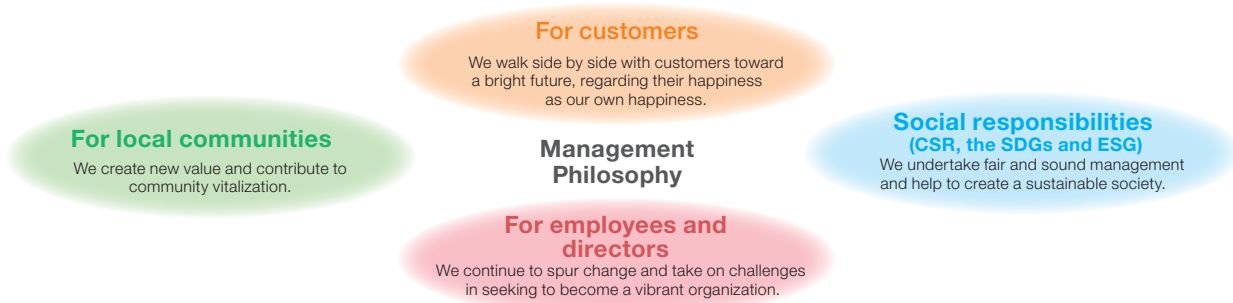 For customers
We walk side by side with customers toward
a bright future, regarding their happiness
as our own happiness.
For local communities
We create new value and contribute to
community vitalization.
Management
Philosophy
Social responsibilities
(CSR, the SDGs and ESG)
We undertake fair and sound management
and help to create a sustainable society.
For employees and
directors
We continue to spur change and take on challenges
in seeking to become a vibrant organization.